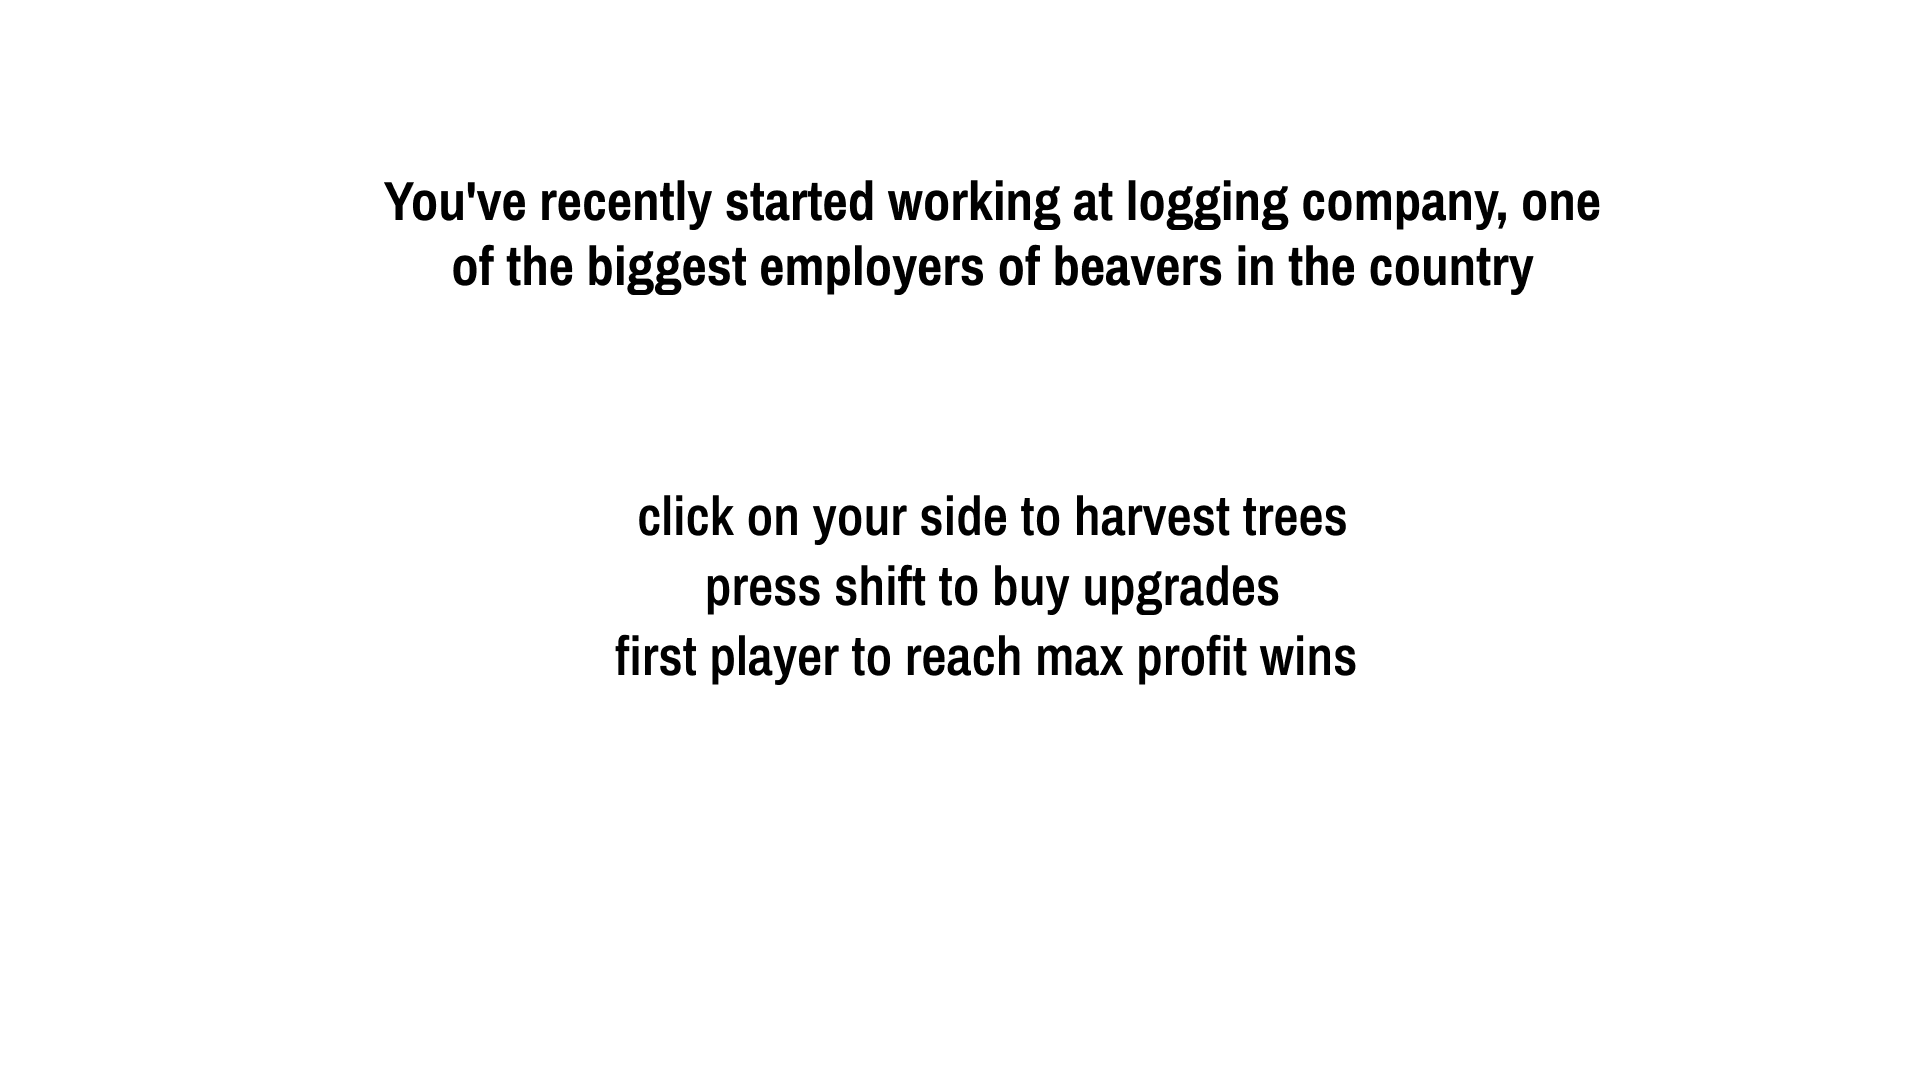 You've recently started working at logging company, one
of the biggest employers of beavers in the country
click on your side to harvest trees
press shift to buy upgrades
first player to reach max profit wins